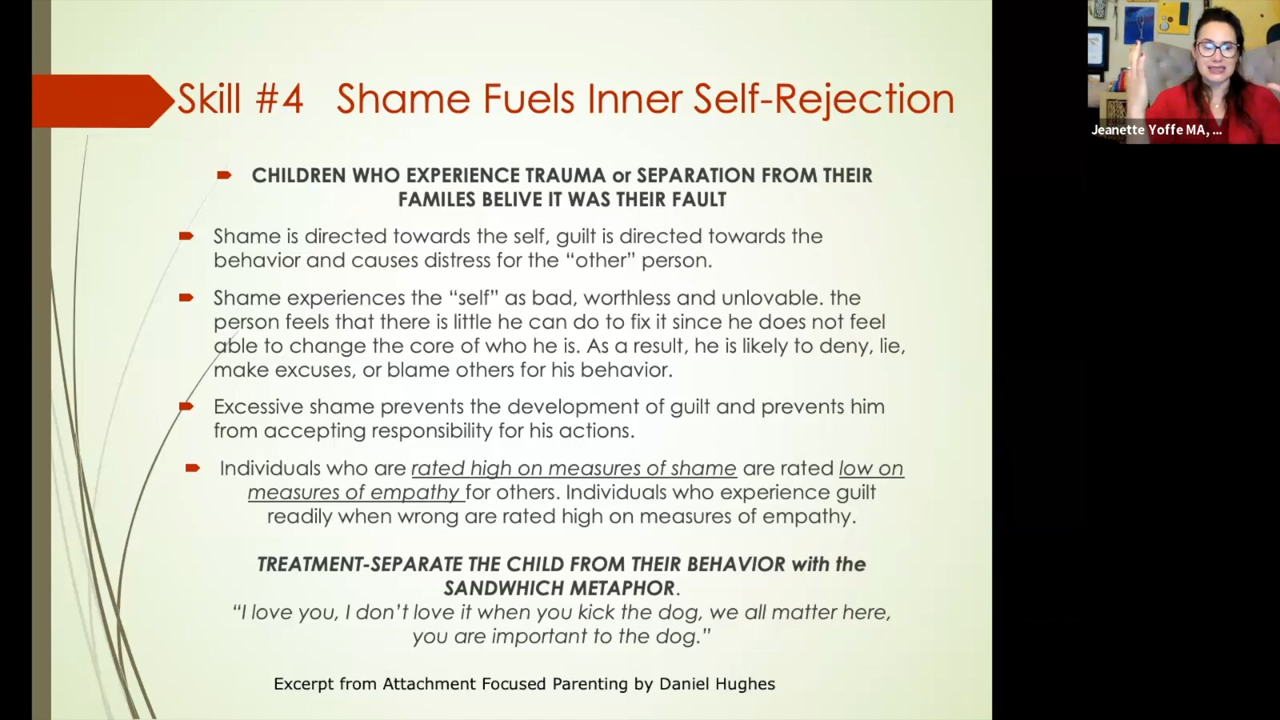 Skill #4 Shame Fuels Inner Self-Rejection
CHILDREN WHO EXPERIENCE TRAUMA or SEPARATION FROM THEIR
FAMILES BELIVE IT WAS THEIR FAULT
Shame is directed towards the self, guilt is directed towards the
behavior and causes distress for the “other” person.
Shame experiences the “self” as bad, worthless and unlovable. the
person feels that there is little he can do to fix it since he does not feel
able to change the core of who he is. As a result, he is likely to deny, lie,
make excuses, or blame others for his behavior.
Excessive shame prevents the development of guilt and prevents him
from accepting responsibility for his actions.
Individuals who are rated high on measures of shame are rated low on
measures of empathy for others. Individuals who experience guilt
readily when wrong are rated high on measures of empathy.
TREATMENT-SEPARATE THE CHILD FROM THEIR BEHAVIOR with the
SANDWHICH METAPHOR.
“I love you, I don’t love it when you kick the dog, we all matter here,
you are important to the dog.”
Excerpt from Attachment Focused Parenting by Daniel Hughes
Jeanette Yoffe MA, ...